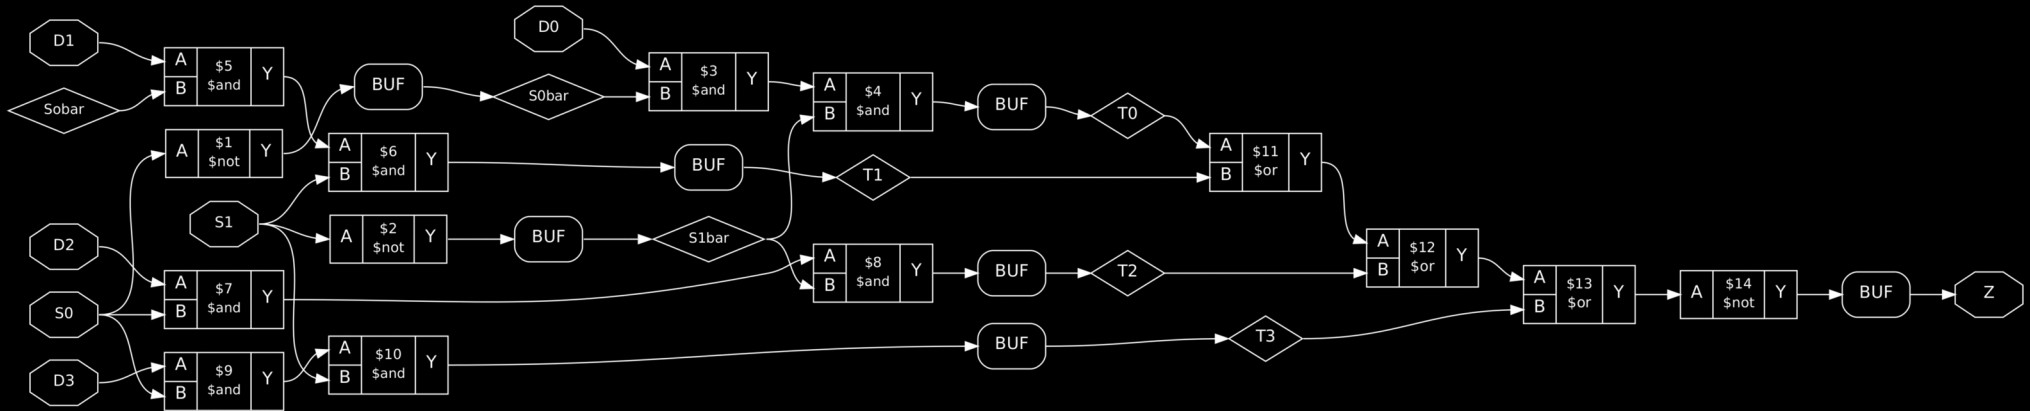 D1
Sobar
A
B
$5
$and
Y
A
$1
$not
Y
BUF
S0bar
D0
A
B
$3
$and
Y
A
B
$4
$and
Y
BUF
T0
A
B
$6
$and
Y
BUF
T1
A
B
$11
$or
Y
S1
A
$2
$not
Y
BUF
S1bar
D2
S0
D3
A
B
$7
$and
Y
A
B
$8
$and
Y
BUF
T2
A
B
$12
$or
Y
A
B
$9
$and
Y
A
B
$10
$and
Y
BUF
T3
A
B
$13
$or
Y
A
$14
$not
Y
BUF
Z